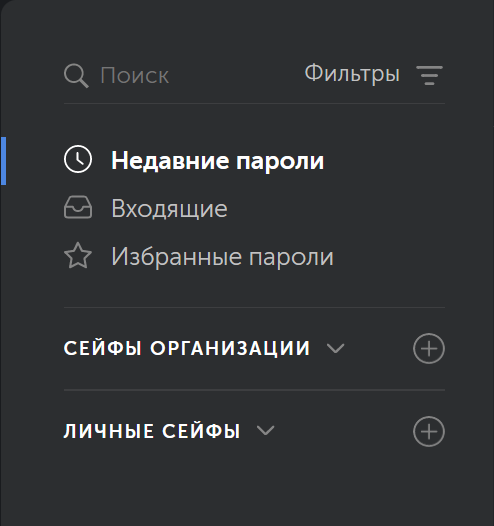 Поиск Фильтры
Недавние пароли
Входящие
Избранные пароли
СЕЙФЫ ОРГАНИЗАЦИИ
ЛИЧНЫЕ СЕЙФЫ